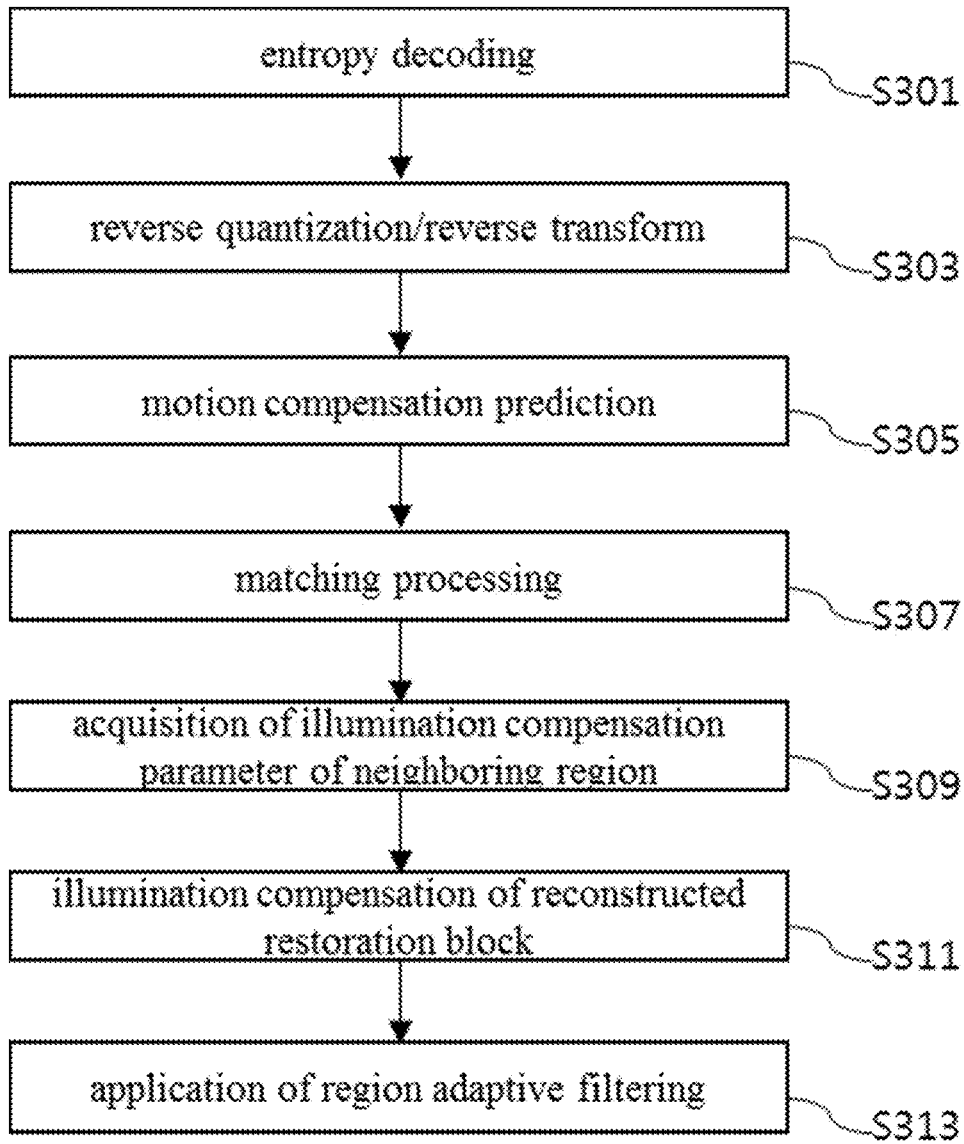 entropy decoding
S301
reverse quantization/reverse transform
S303
motion compensation prediction
S305
matching processing
S307
acquisition of illumination compensation
parameter of neighboring region
S309
illumination compensation of reconstructed
restoration block
S311
application of region adaptive filtering
S313